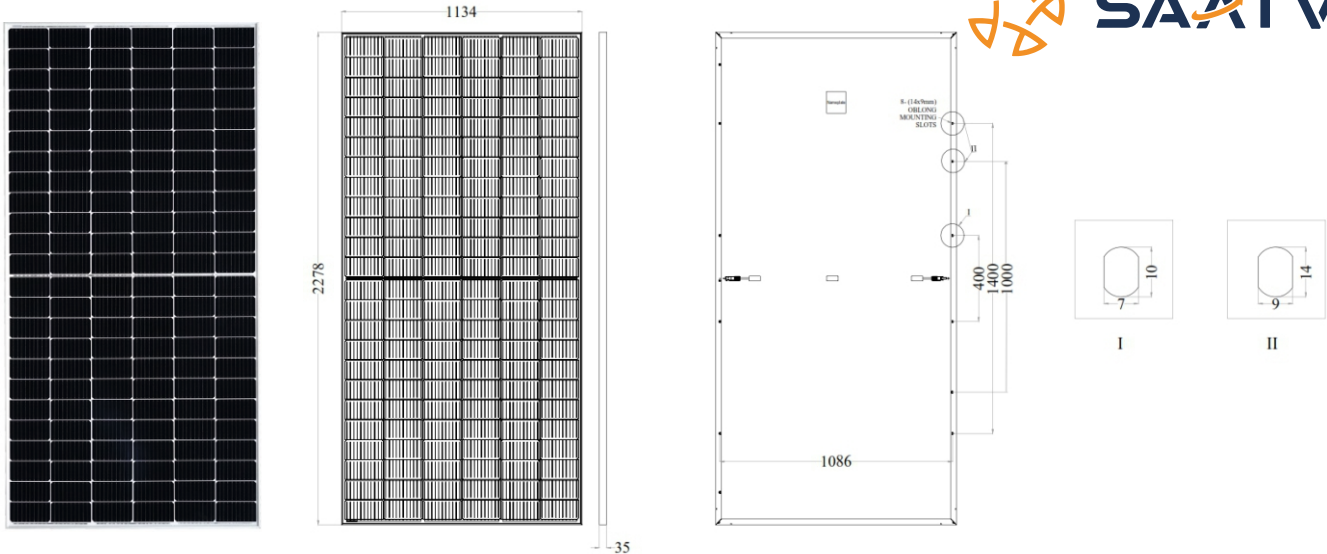 1134
2278
35
SAATV
Nameplate
8- (14x9mm)
OBLONG
MOUNTING
SLOTS
II
I
400
1400
1000
1086
10
7
I
14
9
II